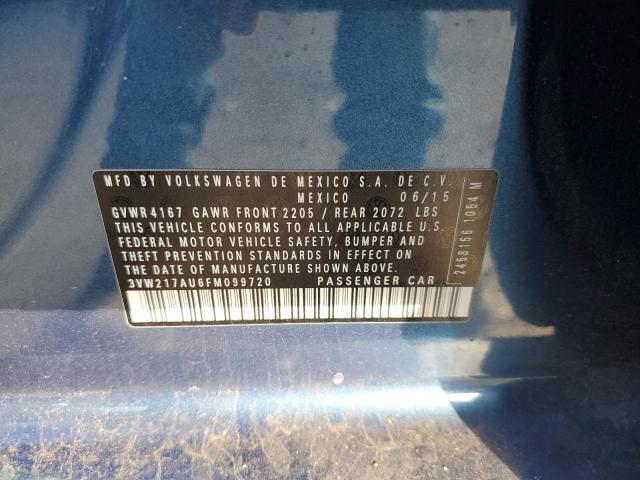 MFD BY VOLKSWAGEN DE MEXICO S.A. DE C.V.
MEXICO 06/15
GVWR 4167 GAWR FRONT 2205 / REAR 2072 LBS
THIS VEHICLE CONFORMS TO ALL APPLICABLE U.S.
FEDERAL MOTOR VEHICLE SAFETY, BUMPER AND
THEFT PREVENTION STANDARDS IN EFFECT ON
THE DATE OF MANUFACTURE SHOWN ABOVE.
3VW217AU6FM099720 PASSENGER CAR
2458156 1054 M